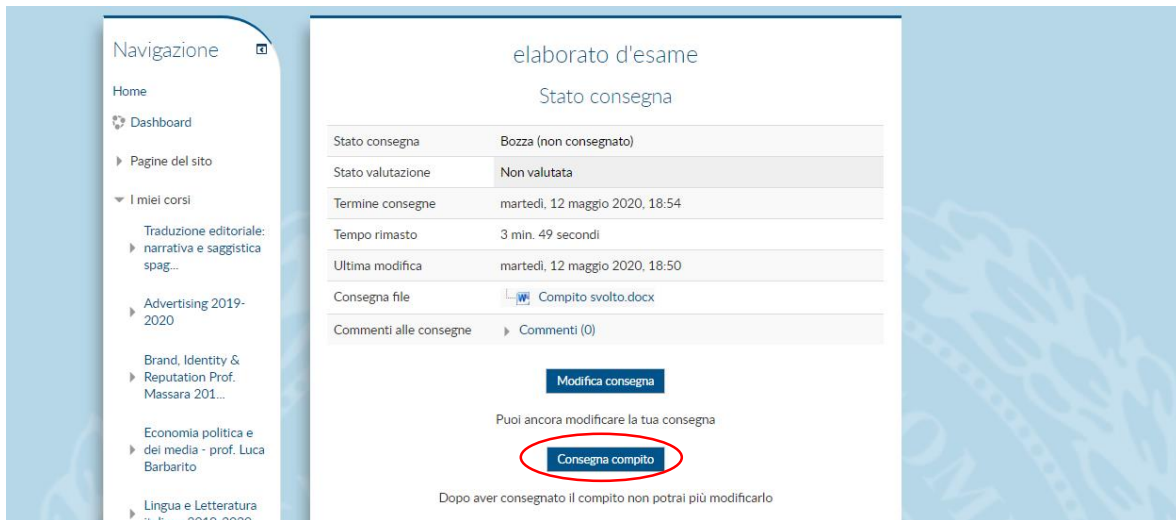 Navigazione
Home
Dashboard
Pagine del sito
I miei corsi
Traduzione editoriale:
narrativa e saggistica
spag...
Advertising 2019-
2020
Brand, Identity &
Reputation Prof.
Massara 201...
Economia politica e
dei media - prof. Luca
Barbarito
Lingua e Letteratura
elaborato d'esame
Stato consegna
Stato consegna Bozza (non consegnato)
Stato valutazione Non valutata
Termine consegne martedì, 12 maggio 2020, 18:54
Tempo rimasto 3 min. 49 secondi
Ultima modifica martedì, 12 maggio 2020, 18:50
Consegna file Compito svolto.docx
Commenti alle consegne Commenti (0)
Modifica consegna
Puoi ancora modificare la tua consegna
Consegna compito
Dopo aver consegnato il compito non potrai più modificarlo